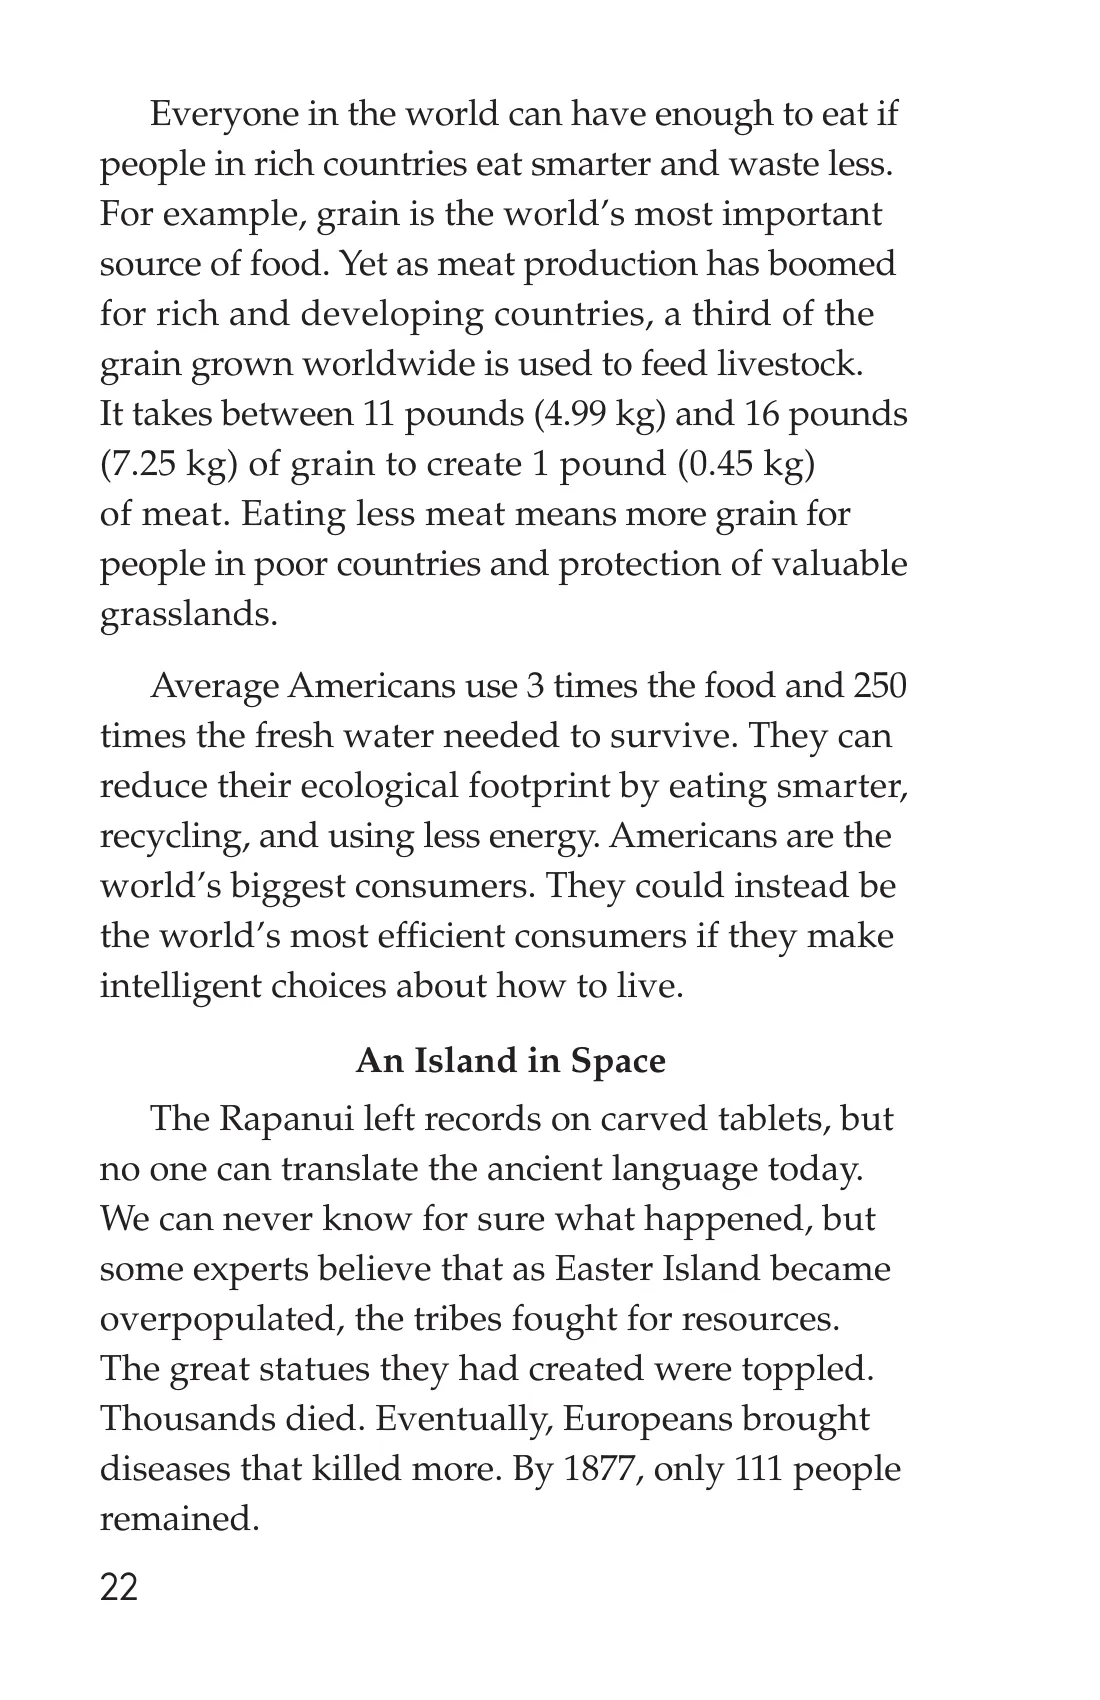 Everyone in the world can have enough to eat if
people in rich countries eat smarter and waste less.
For example, grain is the world’s most important
source of food. Yet as meat production has boomed
for rich and developing countries, a third of the
grain grown worldwide is used to feed livestock.
It takes between 11 pounds (4.99 kg) and 16 pounds
(7.25 kg) of grain to create 1 pound (0.45 kg)
of meat. Eating less meat means more grain for
people in poor countries and protection of valuable
grasslands.
Average Americans use 3 times the food and 250
times the fresh water needed to survive. They can
reduce their ecological footprint by eating smarter,
recycling, and using less energy. Americans are the
world’s biggest consumers. They could instead be
the world’s most efficient consumers if they make
intelligent choices about how to live.
An Island in Space
The Rapanui left records on carved tablets, but
no one can translate the ancient language today.
We can never know for sure what happened, but
some experts believe that as Easter Island became
overpopulated, the tribes fought for resources.
The great statues they had created were toppled.
Thousands died. Eventually, Europeans brought
diseases that killed more. By 1877, only 111 people
remained.
22